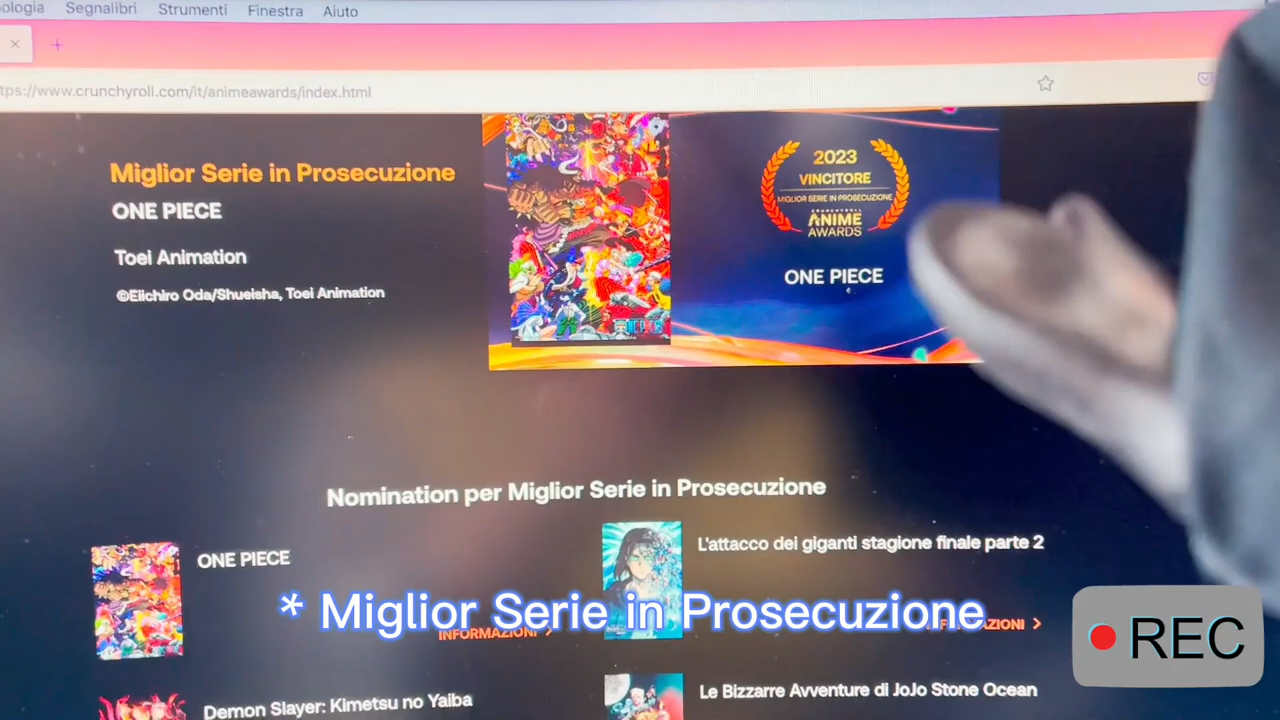 ologia Segnalibri Strumenti Finestra Aiuto
tps://www.crunchyroll.com/it/animeawards/index.html
Miglior Serie in Prosecuzione
ONE PIECE
Toei Animation
©Eiichiro Oda/Shueisha, Toei Animation
2023
VINCITORE
MIGLIOR SERIE IN PROSECUZIONE
CRUNCHYROLL
ANIME
AWARDS
ONE PIECE
Nomination per Miglior Serie in Prosecuzione
ONE PIECE
INFORMAZIONI >
L'attacco dei giganti stagione finale parte 2
AZIONI >
* Miglior Serie in Prosecuzione
REC
Demon Slayer: Kimetsu no Yaiba
Le Bizzarre Avventure di JoJo Stone Ocean